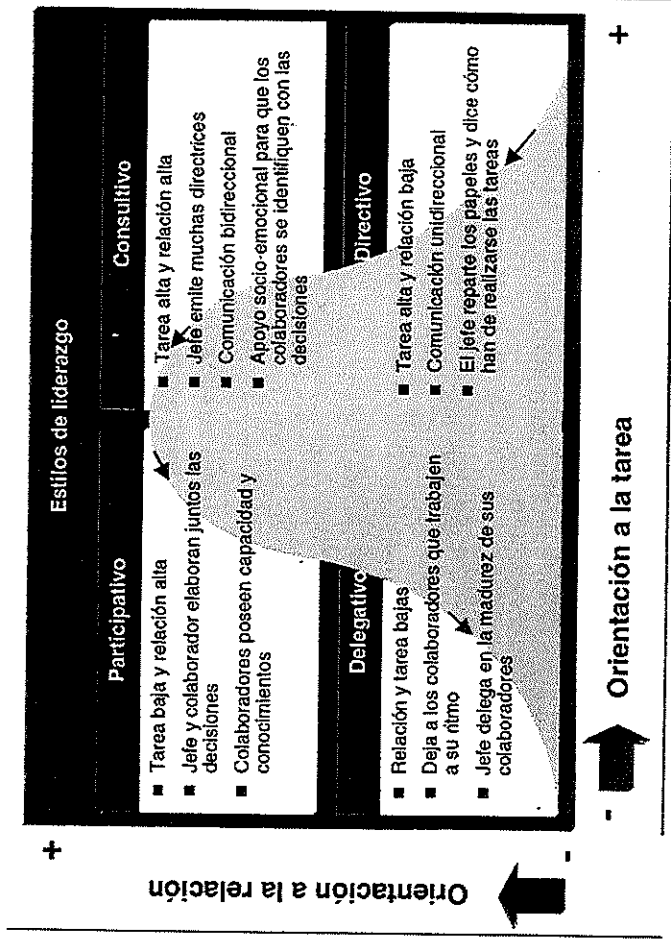 Estilos de liderazgo
Participativo
■ Tarea baja y relación alta
■ Jefe y colaborador elaboran juntos las
decisiones
■ Colaboradores poseen capacidad y
conocimientos
Consultivo
■ Tarea alta y relación alta
■ Jefe emite muchas directrices
■ Comunicación bidireccional
■ Apoyo socio-emocional para que los
colaboradores se identifiquen con las
decisiones
Delegativo
■ Relación y tarea bajas
■ Deja a los colaboradores que trabajen
a su ritmo
■ Jefe delega en la madurez de sus
colaboradores
Directivo
■ Tarea alta y relación baja
■ Comunicación unidireccional
■ El jefe reparte los papeles y dice cómo
han de realizarse las tareas
+
Orientación a la relación
-
-
Orientación a la tarea
+